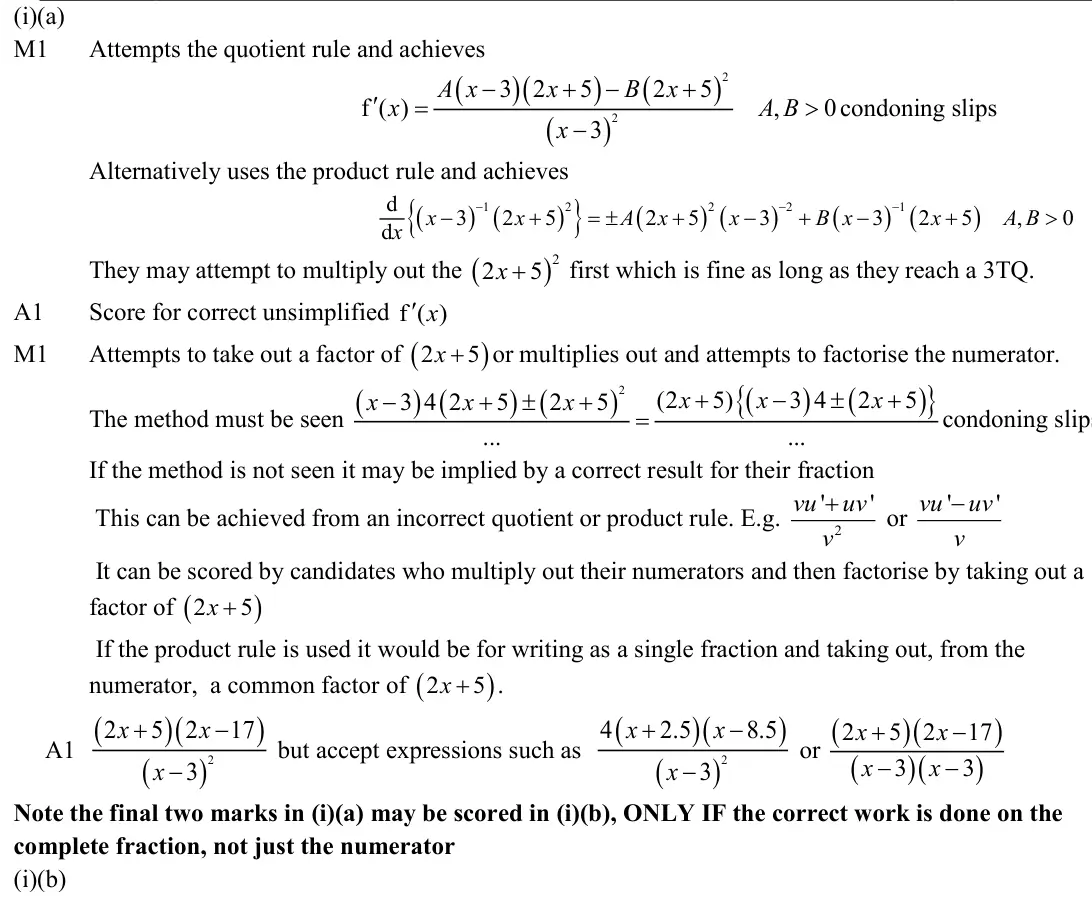 (i)(a)
M1 Attempts the quotient rule and achieves
f′(x) = (A(x−3)(2x+5)−B(2x+5)²)/(x−3)² A, B > 0 condoning slips
Alternatively uses the product rule and achieves
d/dx{(x−3)⁻¹(2x+5)²} = ±A(2x+5)²(x−3)⁻² + B(x−3)⁻¹(2x+5) A, B > 0
They may attempt to multiply out the (2x+5)² first which is fine as long as they reach a 3TQ.
A1 Score for correct unsimplified f′(x)
M1 Attempts to take out a factor of (2x+5) or multiplies out and attempts to factorise the numerator.
The method must be seen ((x−3)4(2x+5)±(2x+5)²)/... = ((2x+5){(x−3)4±(2x+5)})/... condoning slip
If the method is not seen it may be implied by a correct result for their fraction
This can be achieved from an incorrect quotient or product rule. E.g. (vu'+uv')/v² or (vu'−uv')/v
It can be scored by candidates who multiply out their numerators and then factorise by taking out a
factor of (2x+5)
If the product rule is used it would be for writing as a single fraction and taking out, from the
numerator, a common factor of (2x+5).
A1 ((2x+5)(2x−17))/(x−3)² but accept expressions such as (4(x+2.5)(x−8.5))/(x−3)² or ((2x+5)(2x−17))/((x−3)(x−3))
Note the final two marks in (i)(a) may be scored in (i)(b), ONLY IF the correct work is done on the
complete fraction, not just the numerator
(i)(b)